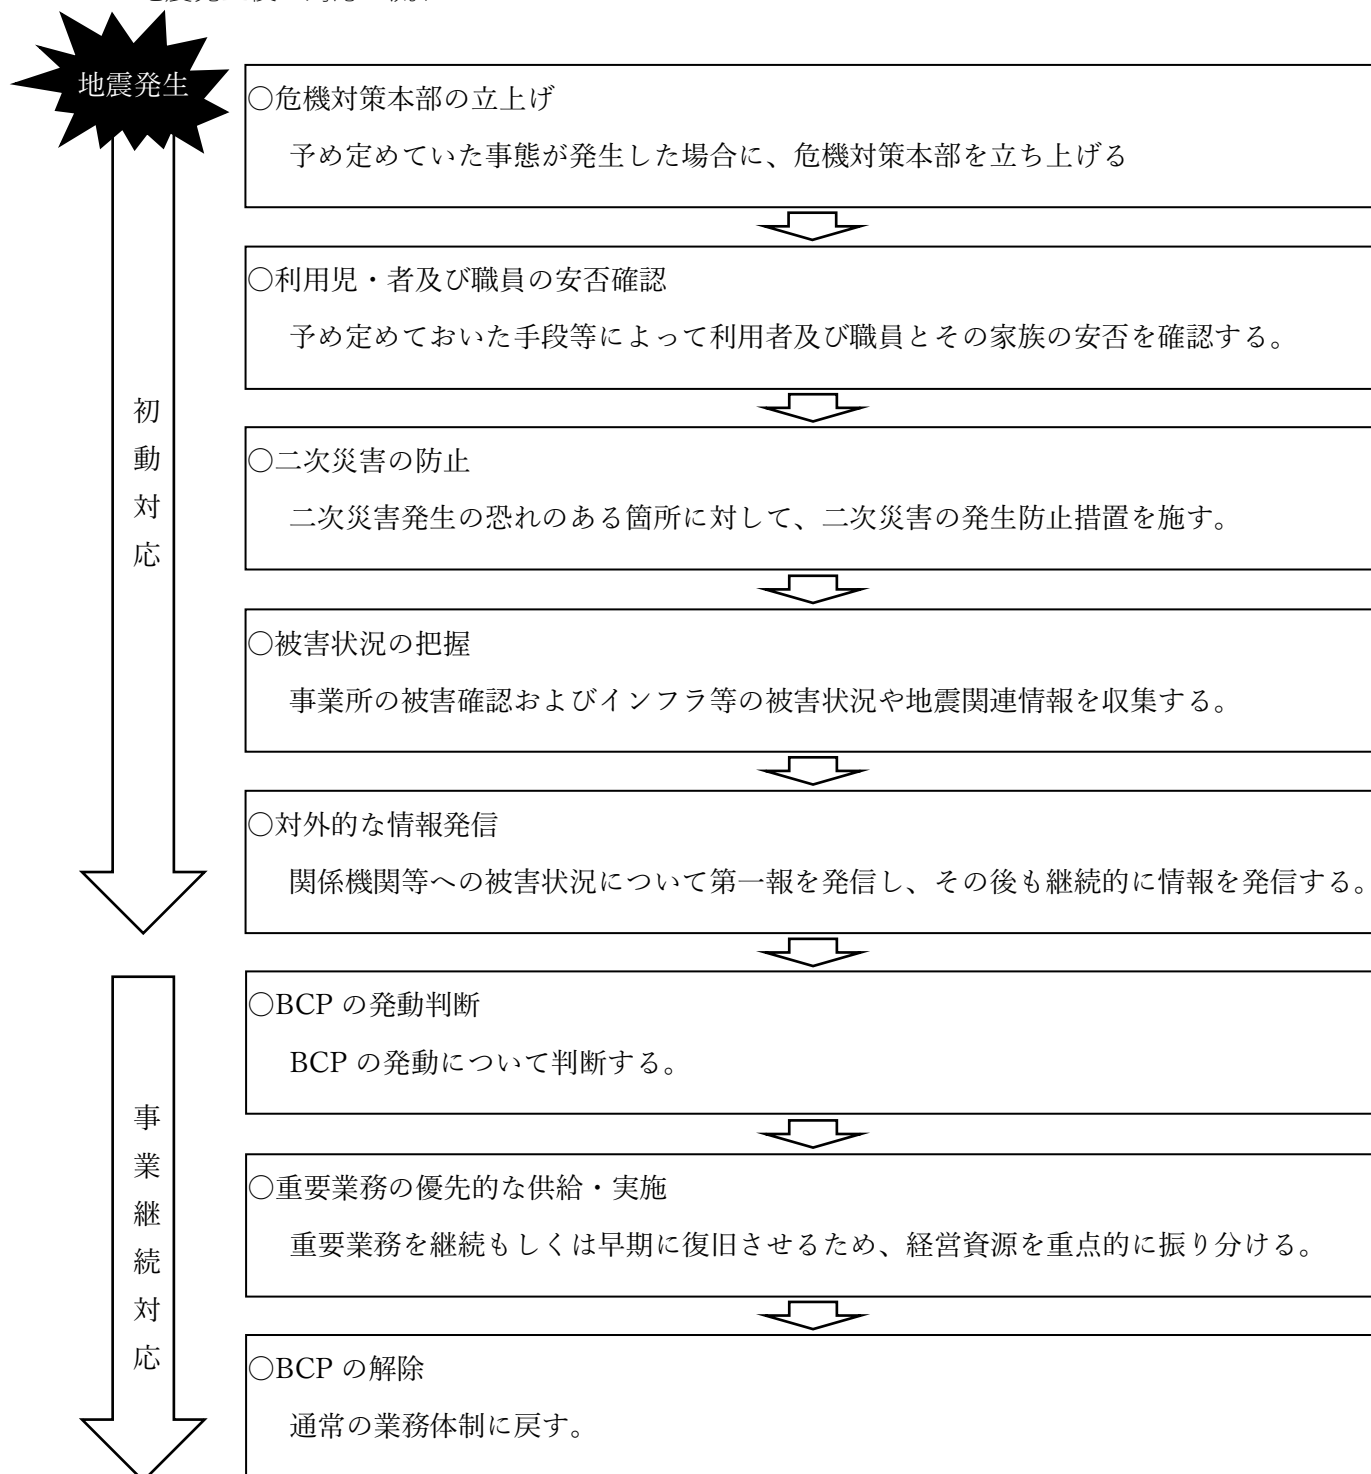 地震発生
○危機対策本部の立上げ
予め定めていた事態が発生した場合に、危機対策本部を立ち上げる
○利用児・者及び職員の安否確認
予め定めておいた手段等によって利用者及び職員とその家族の安否を確認する。
○二次災害の防止
二次災害発生の恐れのある箇所に対して、二次災害の発生防止措置を施す。
○被害状況の把握
事業所の被害確認およびインフラ等の被害状況や地震関連情報を収集する。
○対外的な情報発信
関係機関等への被害状況について第一報を発信し、その後も継続的に情報を発信する。
初動対応
○BCP の発動判断
BCP の発動について判断する。
○重要業務の優先的な供給・実施
重要業務を継続もしくは早期に復旧させるため、経営資源を重点的に振り分ける。
○BCP の解除
通常の業務体制に戻す。
事業継続対応